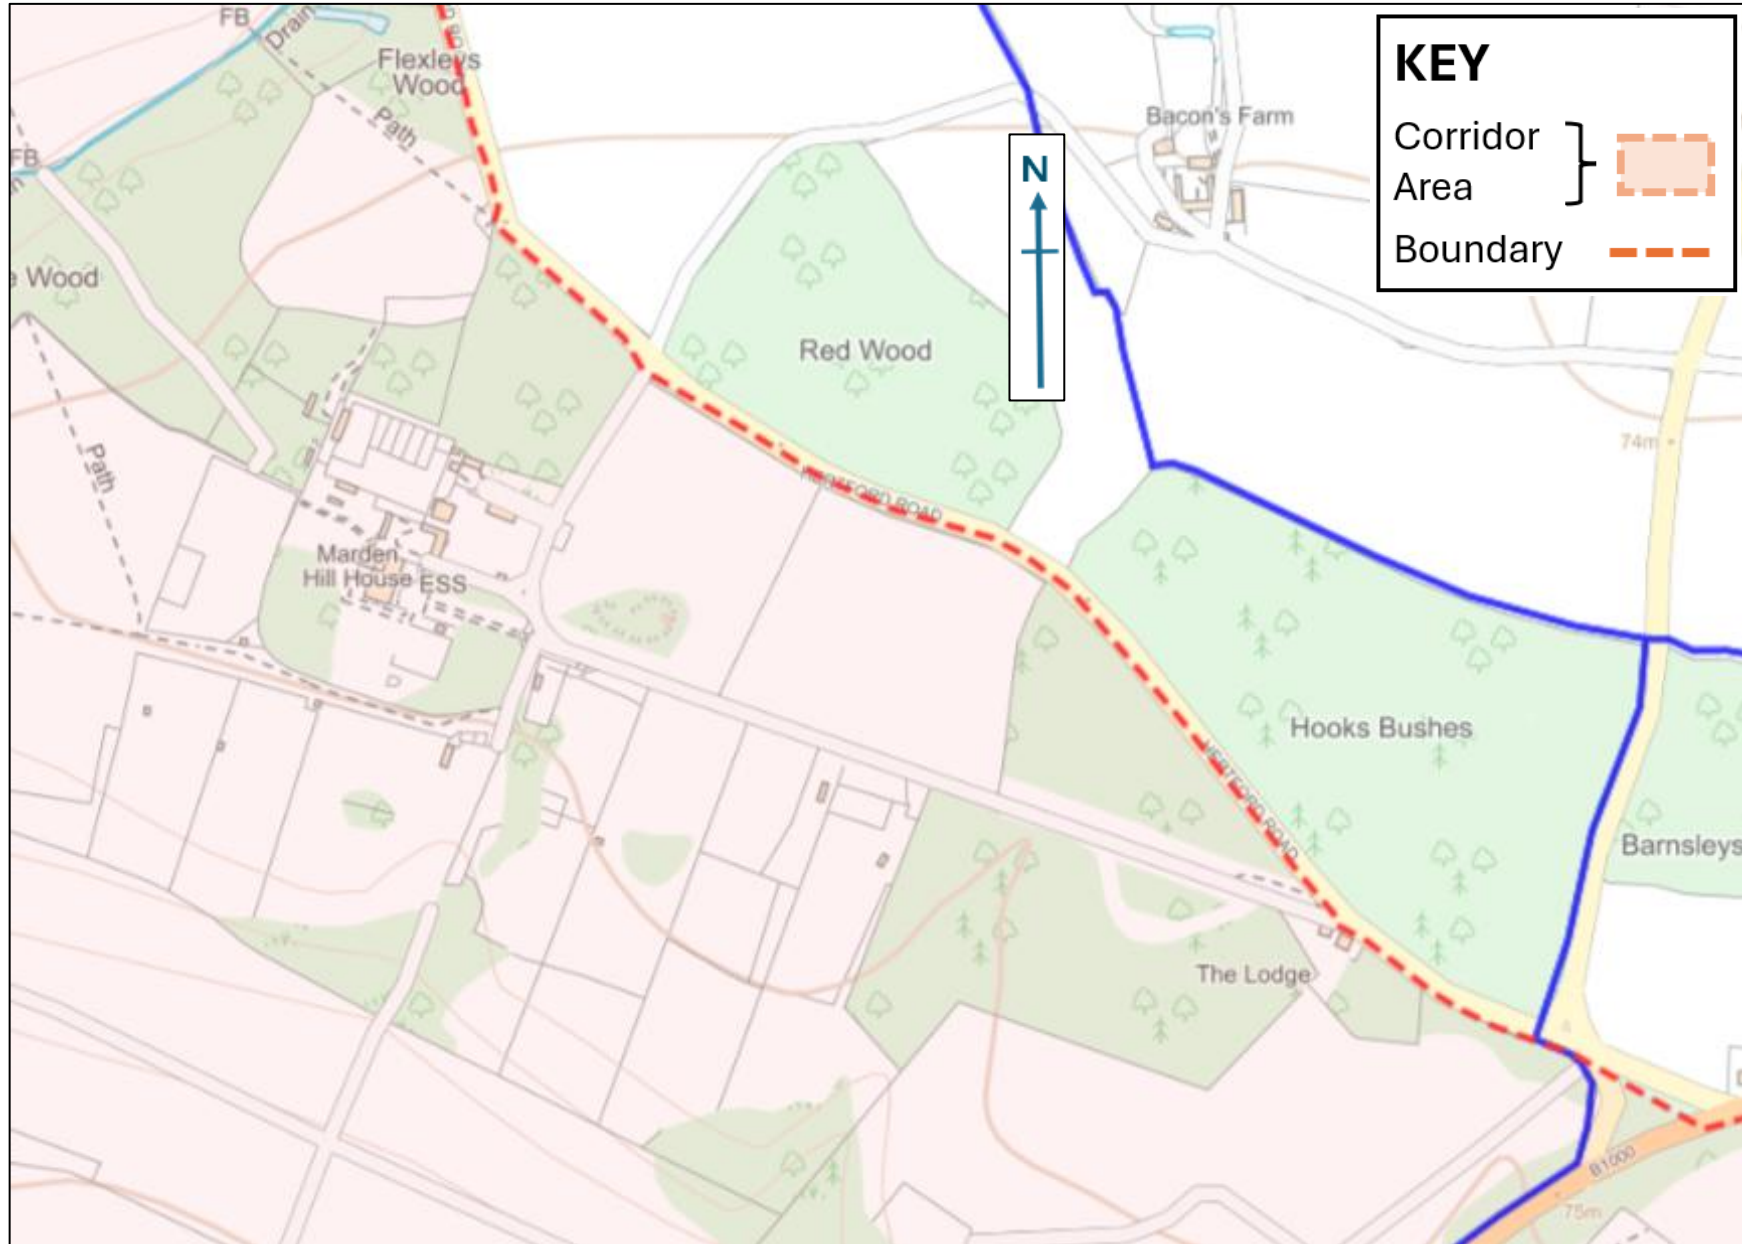 FB
Drain
Flexleys
Wood
Path
FB
e Wood
Path
Marden
Hill House
ESS
Red Wood
HERTFORD ROAD
N
Bacon's Farm
KEY
Corridor
Area
Boundary
74m
Hooks Bushes
HERTFORD ROAD
Barnsleys
The Lodge
B1000
75m